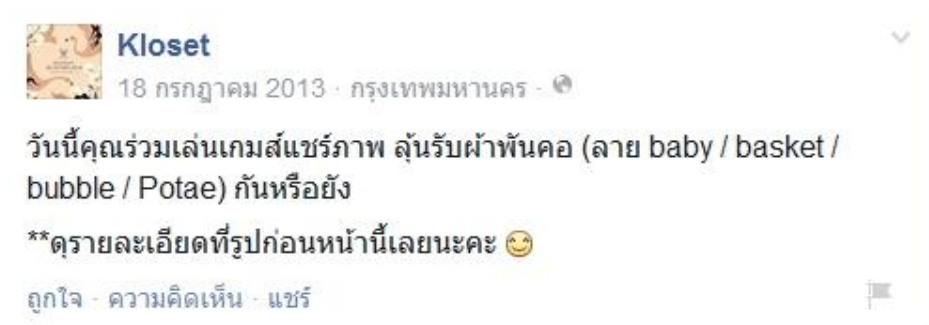 Kloset
18 กรกฎาคม 2013 · กรุงเทพมหานคร ·
วันนี้คุณร่วมเล่นเกมส์แชร์ภาพ ลุ้นรับผ้าพันคอ (ลาย baby / basket /
bubble / Potae) กันหรือยัง
**ดุรายละเอียดที่รูปก่อนหน้านี้เลยนะคะ 😊
ถูกใจ · ความคิดเห็น · แชร์